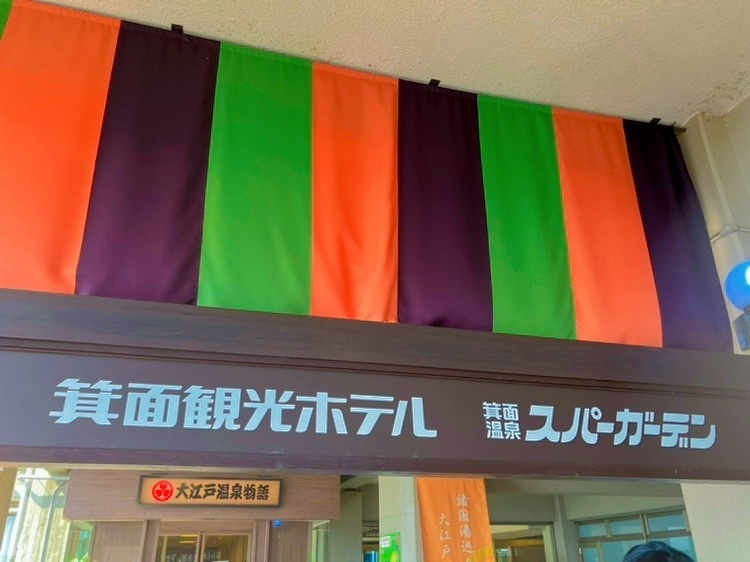 箕面観光ホテル
箕面
温泉
スパーガーデン
大江戸温泉物語
諸国湯巡
大江戸